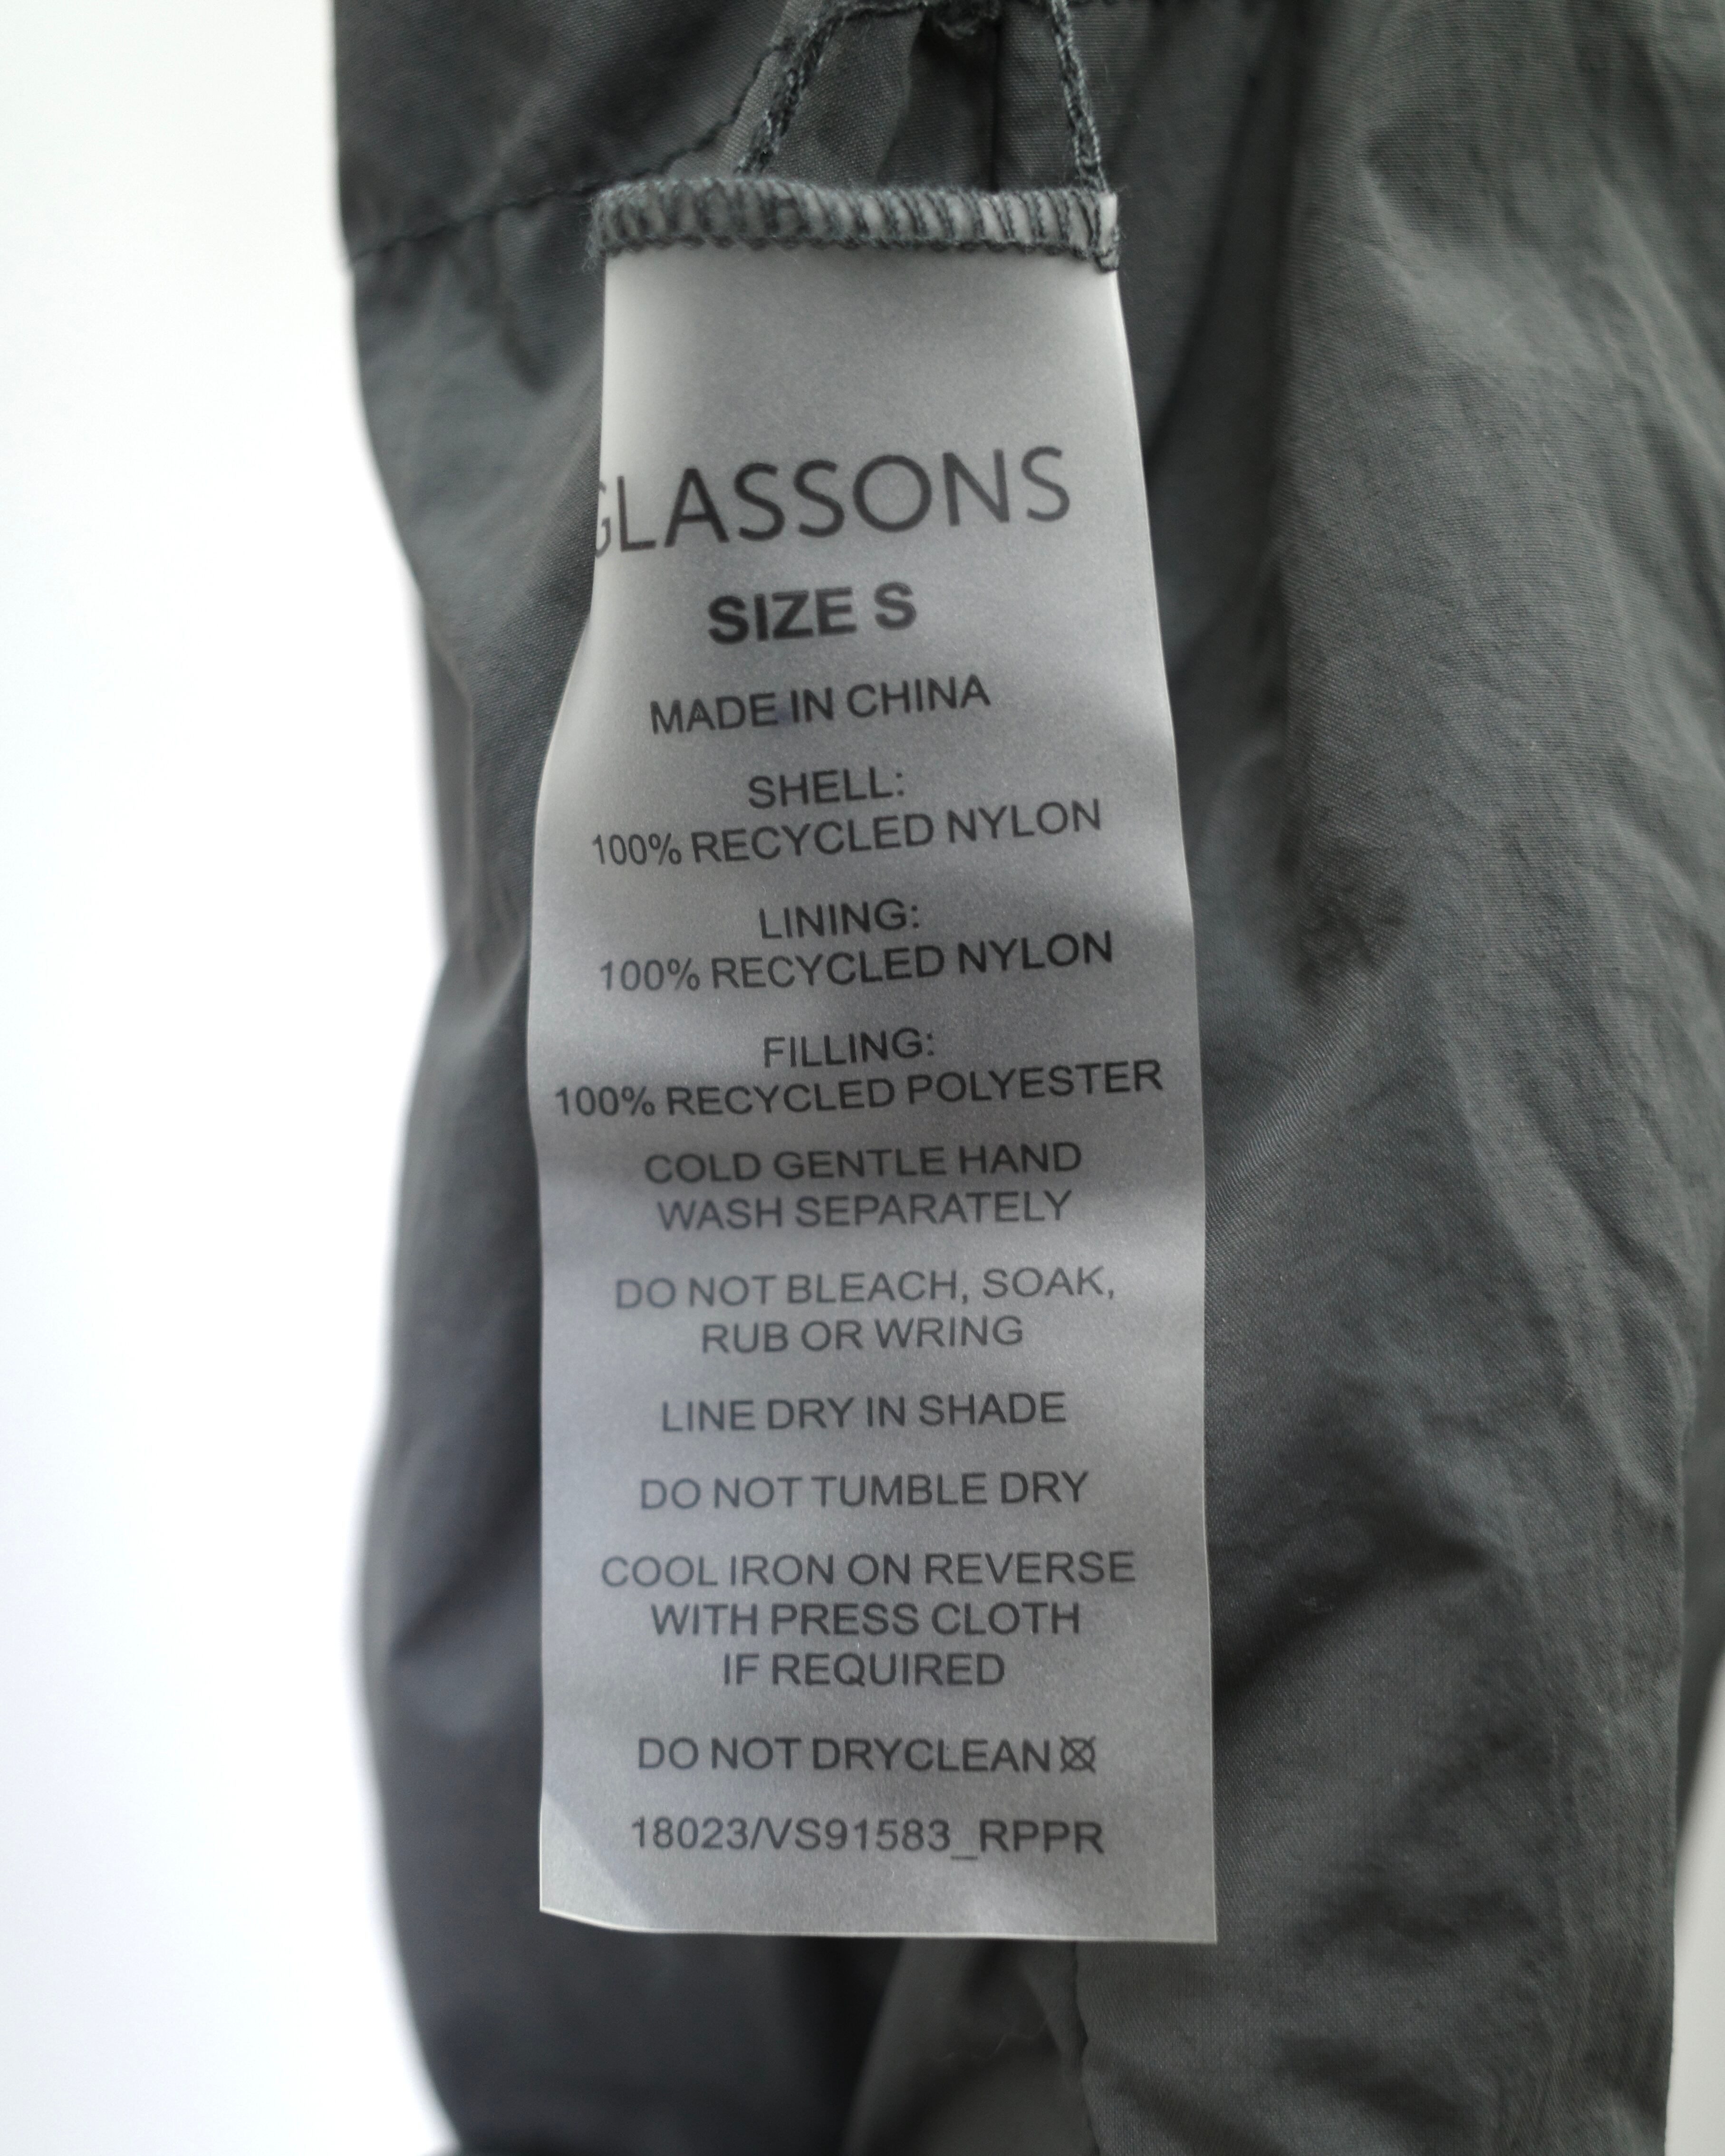 GLASSONS
SIZE S
MADE IN CHINA
SHELL:
100% RECYCLED NYLON
LINING:
100% RECYCLED NYLON
FILLING:
100% RECYCLED POLYESTER
COLD GENTLE HAND
WASH SEPARATELY
DO NOT BLEACH, SOAK,
RUB OR WRING
LINE DRY IN SHADE
DO NOT TUMBLE DRY
COOL IRON ON REVERSE
WITH PRESS CLOTH
IF REQUIRED
DO NOT DRYCLEAN
18023/VS91583_RPPR